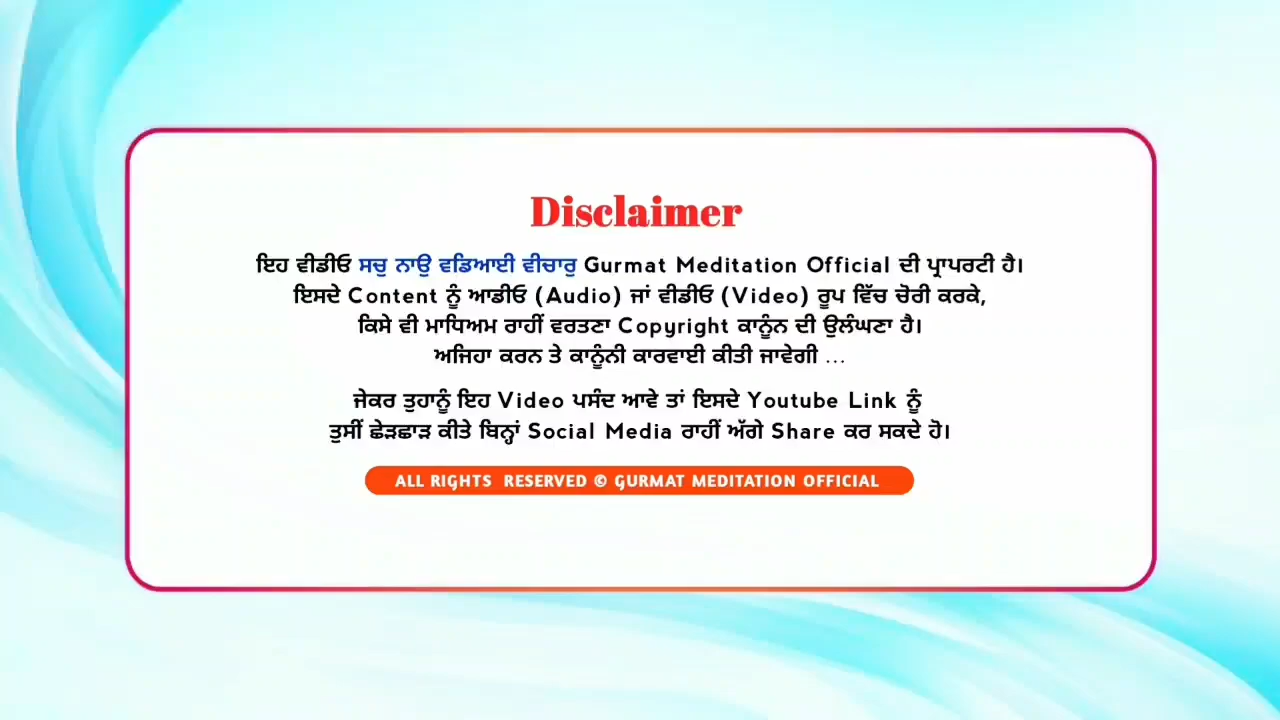 Disclaimer
ਇਹ ਵੀਡੀਓ ਸਚੁ ਨਾਉ ਵਡਿਆਈ ਵੀਚਾਰੁ Gurmat Meditation Official ਦੀ ਪ੍ਰਾਪਰਟੀ ਹੈ।
ਇਸਦੇ Content ਨੂੰ ਆਡੀਓ (Audio) ਜਾਂ ਵੀਡੀਓ (Video) ਰੂਪ ਵਿੱਚ ਚੋਰੀ ਕਰਕੇ,
ਕਿਸੇ ਵੀ ਮਾਧਿਅਮ ਰਾਹੀਂ ਵਰਤਣਾ Copyright ਕਾਨੂੰਨ ਦੀ ਉਲੰਘਣਾ ਹੈ।
ਅਜਿਹਾ ਕਰਨ ਤੇ ਕਾਨੂੰਨੀ ਕਾਰਵਾਈ ਕੀਤੀ ਜਾਵੇਗੀ ...
ਜੇਕਰ ਤੁਹਾਨੂੰ ਇਹ Video ਪਸੰਦ ਆਵੇ ਤਾਂ ਇਸਦੇ Youtube Link ਨੂੰ
ਤੁਸੀਂ ਛੇੜਛਾੜ ਕੀਤੇ ਬਿਨ੍ਹਾਂ Social Media ਰਾਹੀਂ ਅੱਗੇ Share ਕਰ ਸਕਦੇ ਹੋ।
ALL RIGHTS RESERVED © GURMAT MEDITATION OFFICIAL